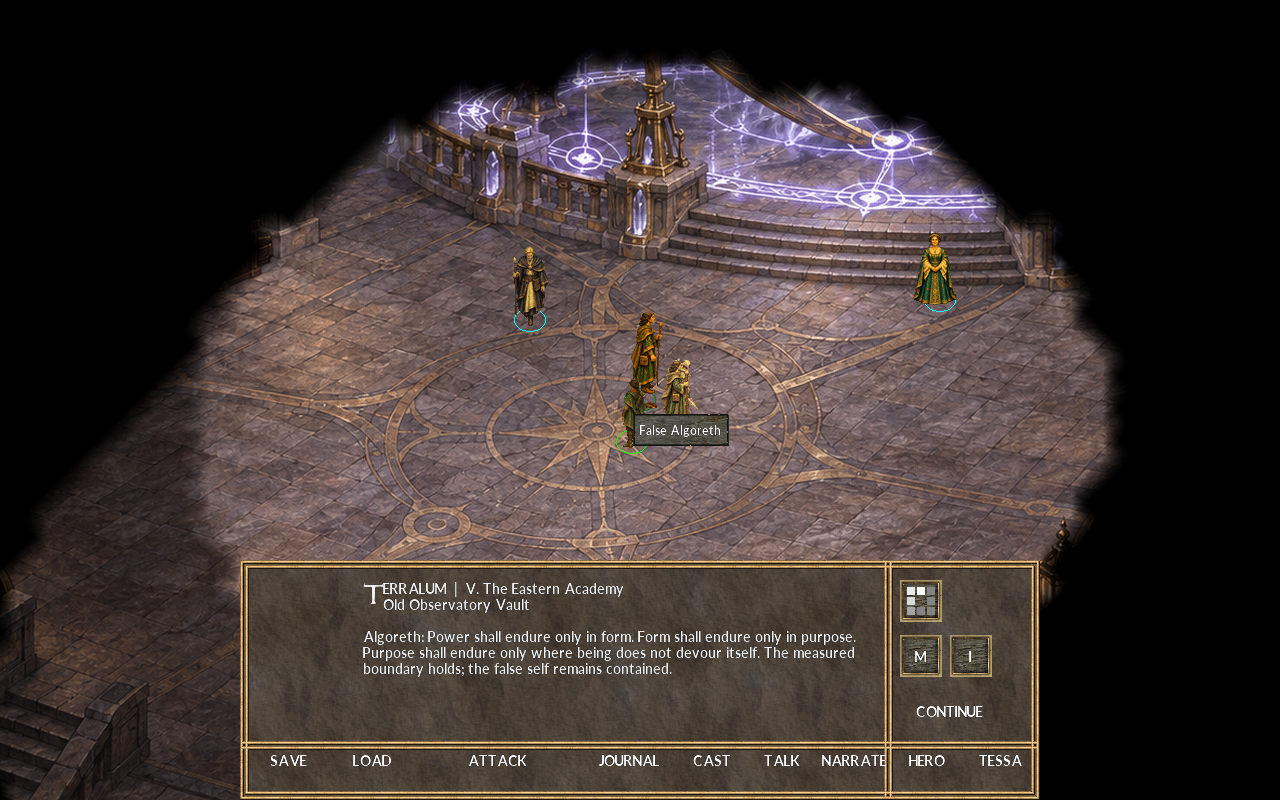 False Algoreth
TERRALUM | V. The Eastern Academy
Old Observatory Vault
Algoreth: Power shall endure only in form. Form shall endure only in purpose.
Purpose shall endure only where being does not devour itself. The measured
boundary holds; the false self remains contained.
M I
CONTINUE
SAVE LOAD ATTACK JOURNAL CAST TALK NARRATE HERO TESSA